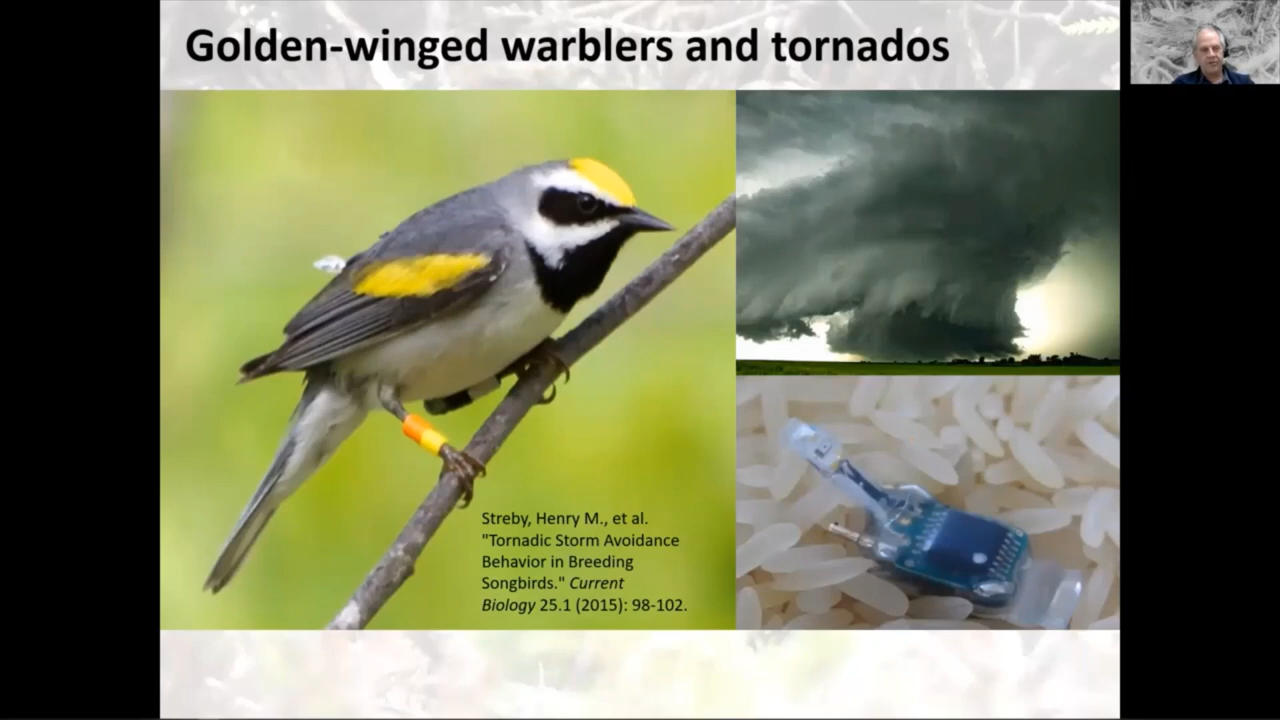 Golden-winged warblers and tornados
Streby, Henry M., et al.
"Tornadic Storm Avoidance
Behavior in Breeding
Songbirds." Current
Biology 25.1 (2015): 98-102.